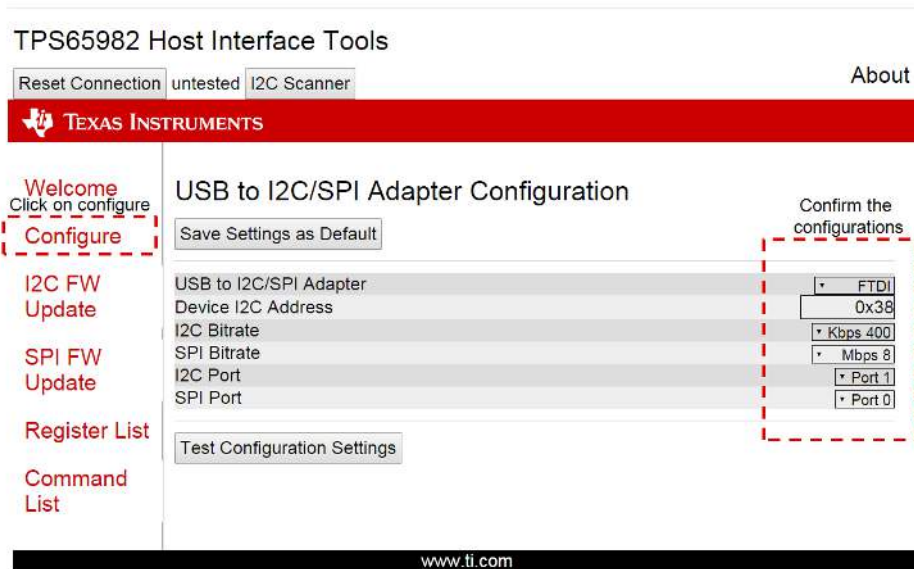 TPS65982 Host Interface Tools
Reset Connection untested I2C Scanner
About
TEXAS INSTRUMENTS
Welcome
Click on configure
Configure
I2C FW
Update
SPI FW
Update
Register List
Command
List
USB to I2C/SPI Adapter Configuration
Save Settings as Default
Confirm the
configurations
USB to I2C/SPI Adapter FTDI
Device I2C Address 0x38
I2C Bitrate Kbps 400
SPI Bitrate Mbps 8
I2C Port Port 1
SPI Port Port 0
Test Configuration Settings
www.ti.com